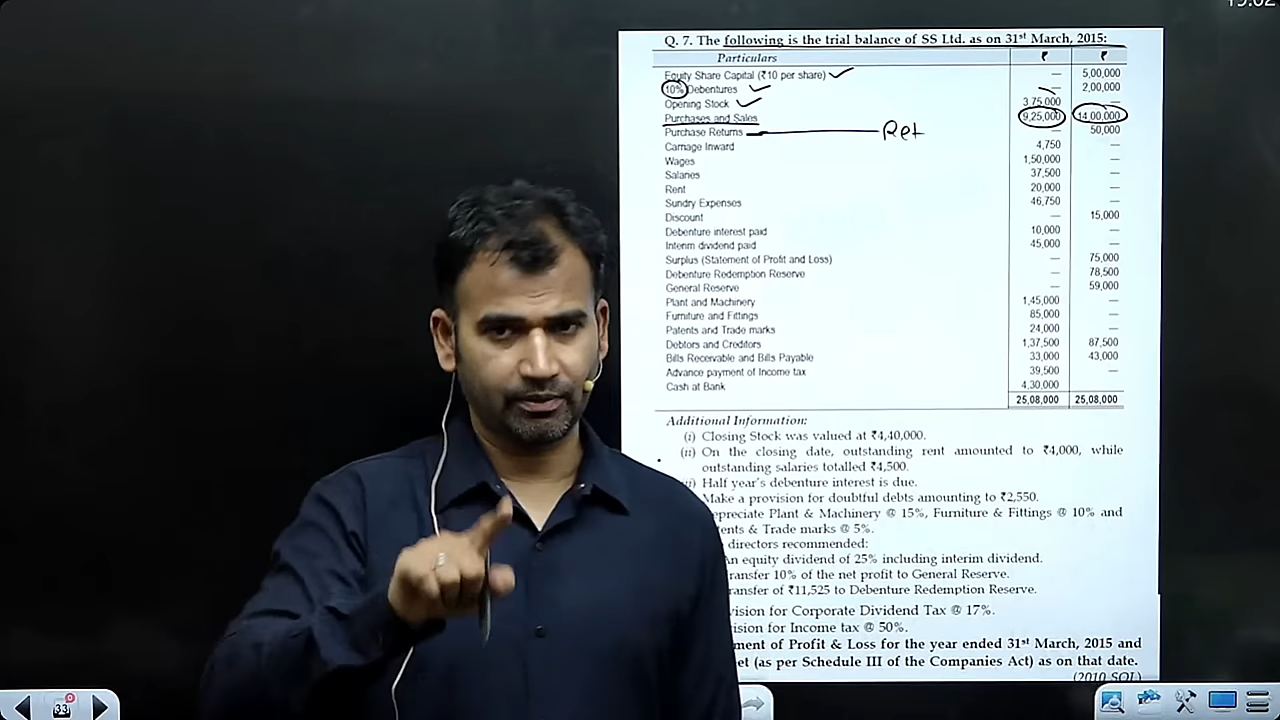 Q. 7. The following is the trial balance of SS Ltd. as on 31st March, 2015:
Particulars ₹ ₹
Equity Share Capital (₹10 per share) — 5,00,000
10% Debentures — 2,00,000
Opening Stock 3,75,000 —
Purchases and Sales 9,25,000 14,00,000
Purchase Returns Ret — 50,000
Carriage Inward 4,750 —
Wages 1,50,000 —
Salaries 37,500 —
Rent 20,000 —
Sundry Expenses 46,750 —
Discount — 15,000
Debenture interest paid 10,000 —
Interim dividend paid 45,000 —
Surplus (Statement of Profit and Loss) — 75,000
Debenture Redemption Reserve — 78,500
General Reserve — 59,000
Plant and Machinery 1,45,000 —
Furniture and Fittings 85,000 —
Patents and Trade marks 24,000 —
Debtors and Creditors 1,37,500 87,500
Bills Receivable and Bills Payable 33,000 43,000
Advance payment of Income tax 39,500 —
Cash at Bank 4,30,000
25,08,000 25,08,000
Additional Information:
(i) Closing Stock was valued at ₹4,40,000.
(ii) On the closing date, outstanding rent amounted to ₹4,000, while
outstanding salaries totalled ₹4,500.
Half year's debenture interest is due.
Make a provision for doubtful debts amounting to ₹2,550.
epreciate Plant & Machinery @ 15%, Furniture & Fittings @ 10% and
ents & Trade marks @ 5%.
directors recommended:
An equity dividend of 25% including interim dividend.
ransfer 10% of the net profit to General Reserve.
ransfer of ₹11,525 to Debenture Redemption Reserve.
vision for Corporate Dividend Tax @ 17%.
ision for Income tax @ 50%.
ment of Profit & Loss for the year ended 31st March, 2015 and
et (as per Schedule III of the Companies Act) as on that date.
(2010 SOL)
33